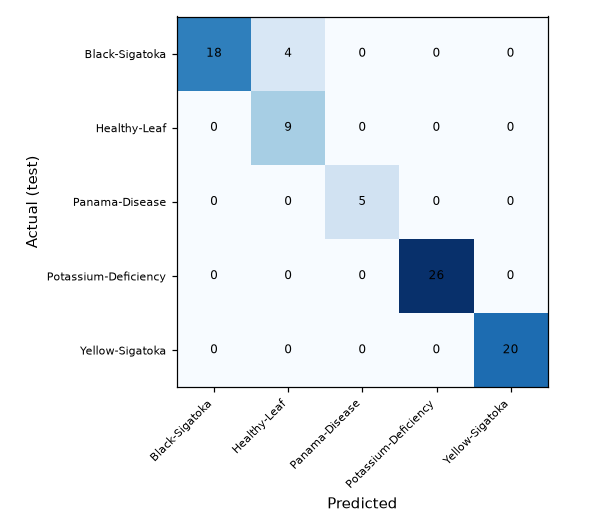 Black-Sigatoka 18 4 0 0 0
Healthy-Leaf 0 9 0 0 0
Panama-Disease 0 0 5 0 0
Potassium-Deficiency 0 0 0 26 0
Yellow-Sigatoka 0 0 0 0 20
Actual (test)
Black-Sigatoka Healthy-Leaf Panama-Disease Potassium-Deficiency Yellow-Sigatoka
Predicted